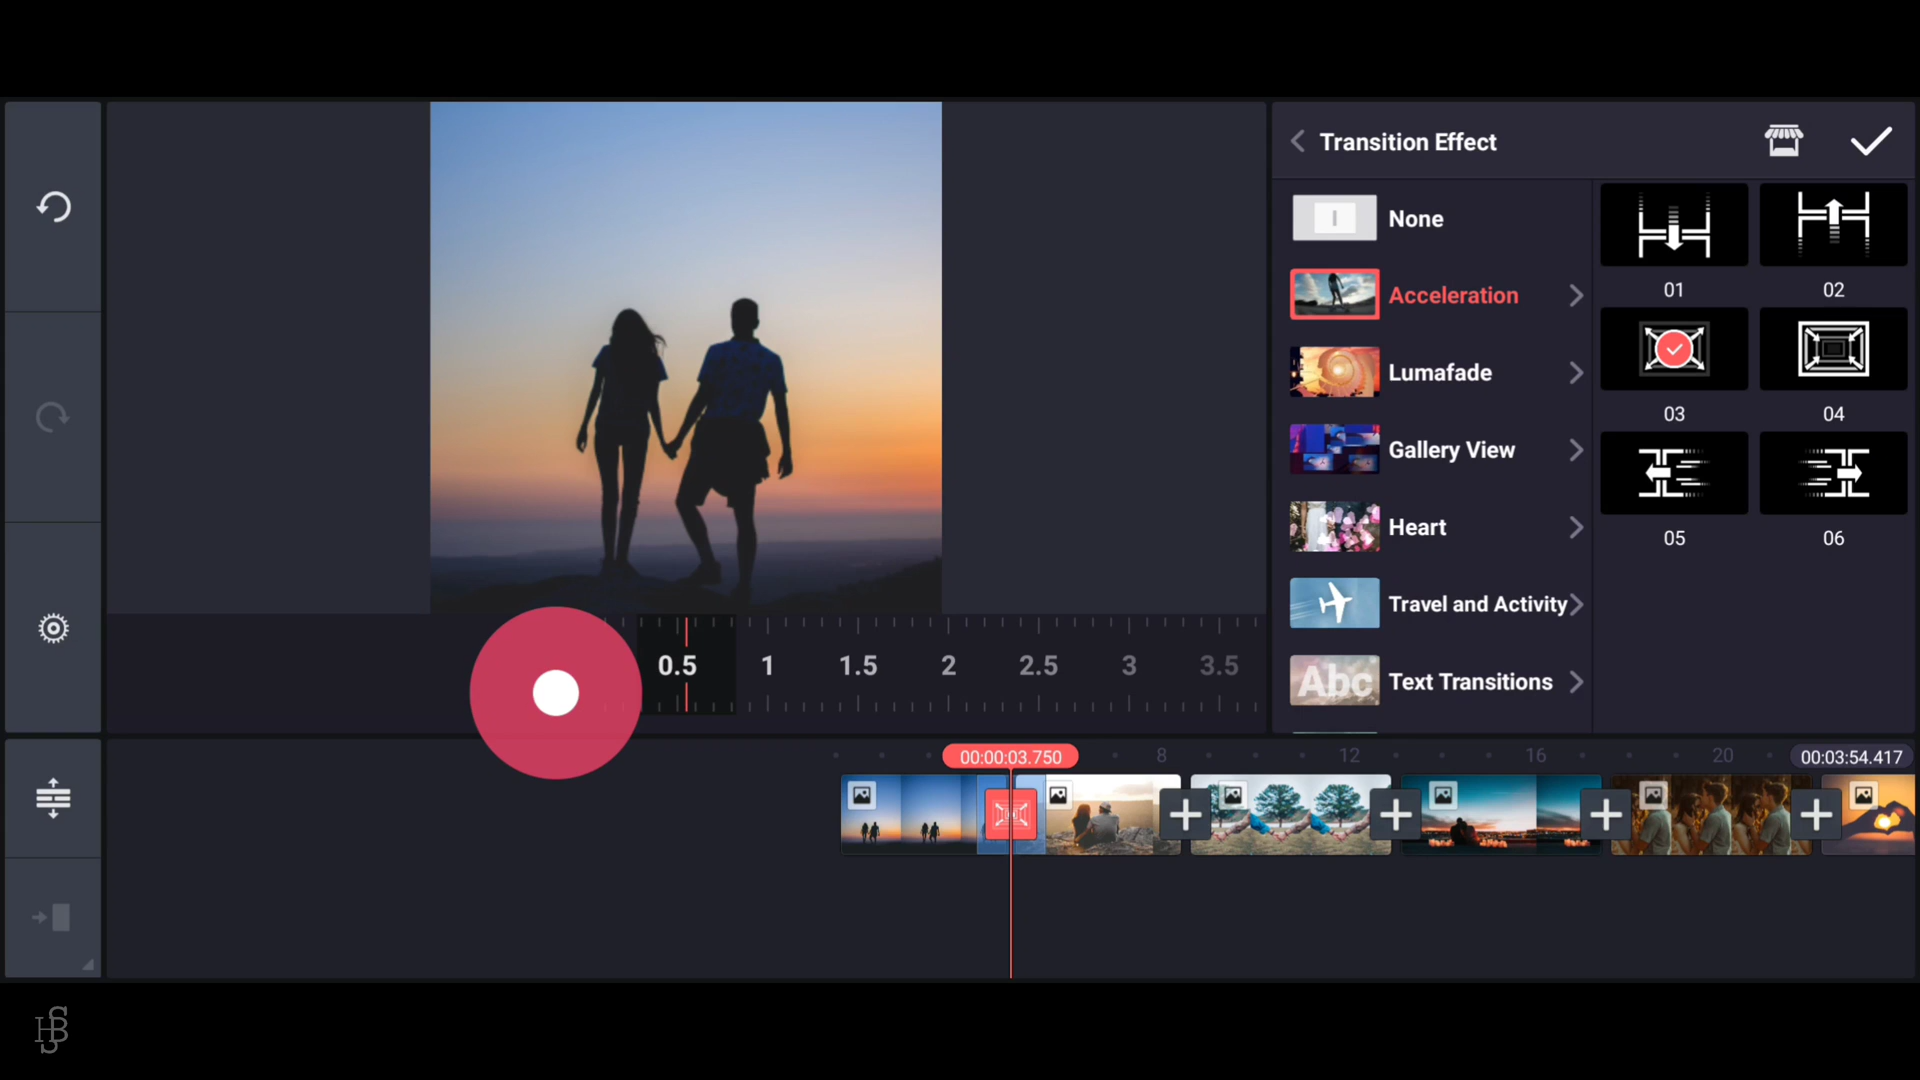 Transition Effect
None
Acceleration
Lumafade
Gallery View
Heart
Travel and Activity
Abc
Text Transitions
01
02
03
04
05
06
0.5
1
1.5
2
2.5
3
3.5
00:00:03.750
8
12
16
20
00:03:54.417